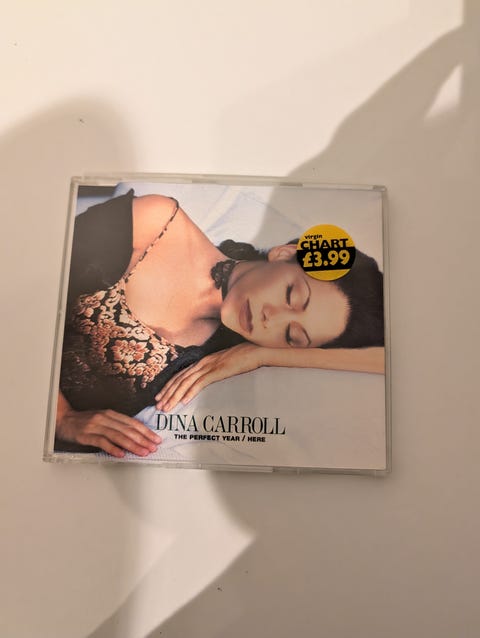 virgin
CHART
£3.99
DINA CARROLL
THE PERFECT YEAR / HERE